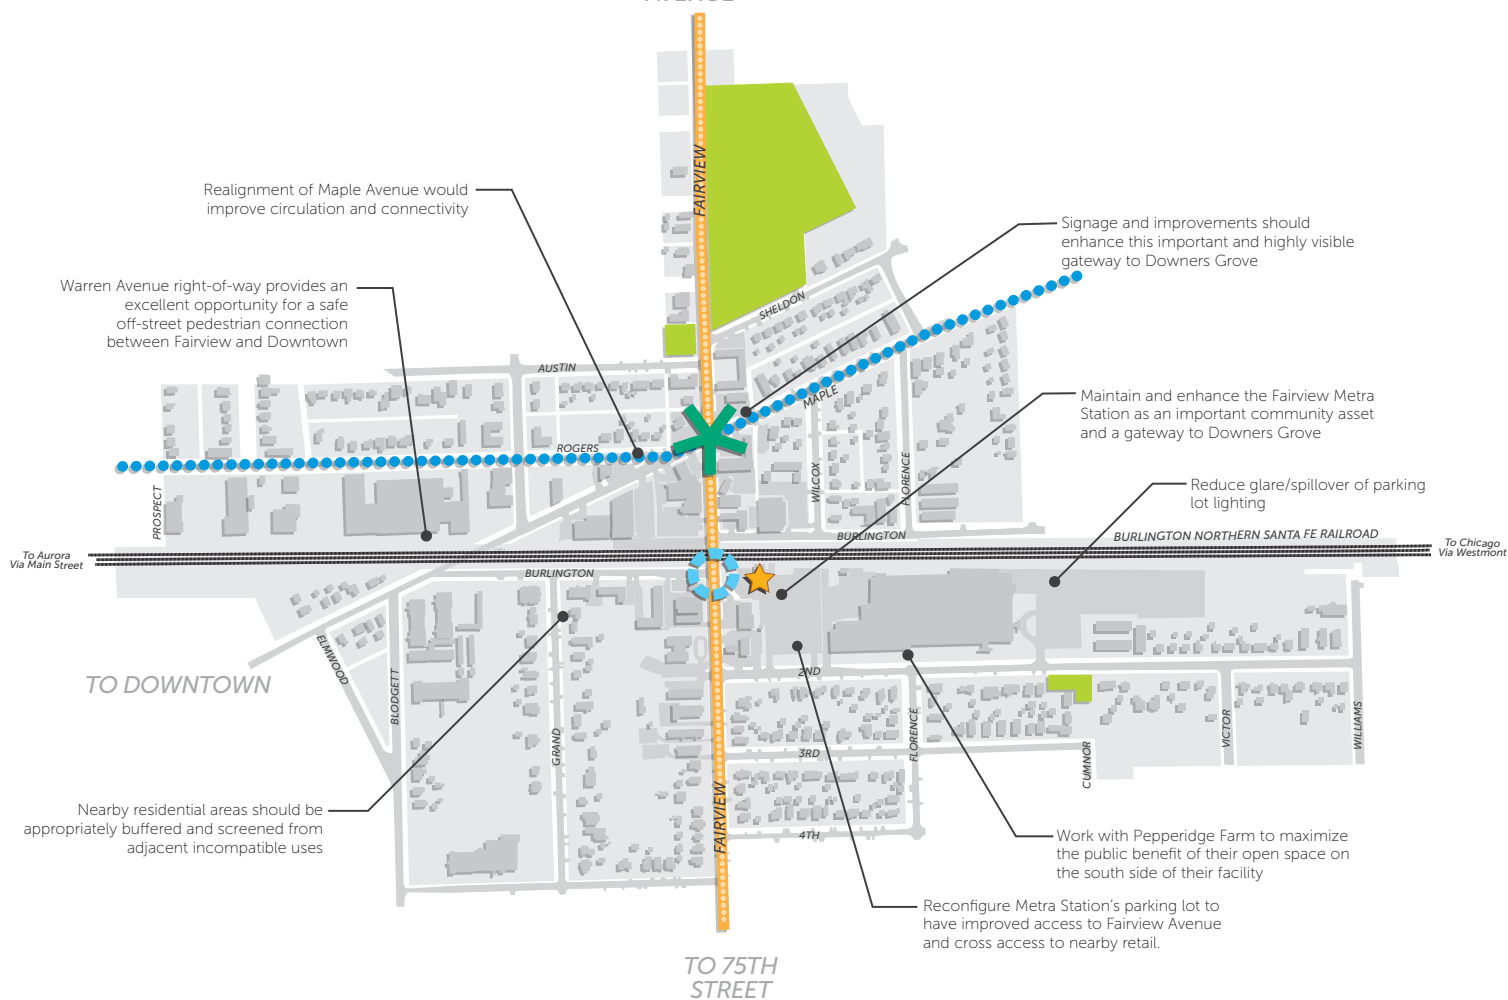 AVENUE
FAIRVIEW
Realignment of Maple Avenue would
improve circulation and connectivity
Signage and improvements should
enhance this important and highly visible
gateway to Downers Grove
Warren Avenue right-of-way provides an
excellent opportunity for a safe
off-street pedestrian connection
between Fairview and Downtown
SHELDON
AUSTIN
MAPLE
Maintain and enhance the Fairview Metra
Station as an important community asset
and a gateway to Downers Grove
ROGERS
PROSPECT
WILCOX
FLORENCE
Reduce glare/spillover of parking
lot lighting
BURLINGTON
BURLINGTON NORTHERN SANTA FE RAILROAD
To Aurora
Via Main Street
To Chicago
Via Westmont
BURLINGTON
ELMWOOD
TO DOWNTOWN
BLODGETT
GRAND
2ND
FLORENCE
3RD
CUMNOR
VICTOR
WILLIAMS
FAIRVIEW
4TH
Nearby residential areas should be
appropriately buffered and screened from
adjacent incompatible uses
Work with Pepperidge Farm to maximize
the public benefit of their open space on
the south side of their facility
Reconfigure Metra Station's parking lot to
have improved access to Fairview Avenue
and cross access to nearby retail.
TO 75TH
STREET